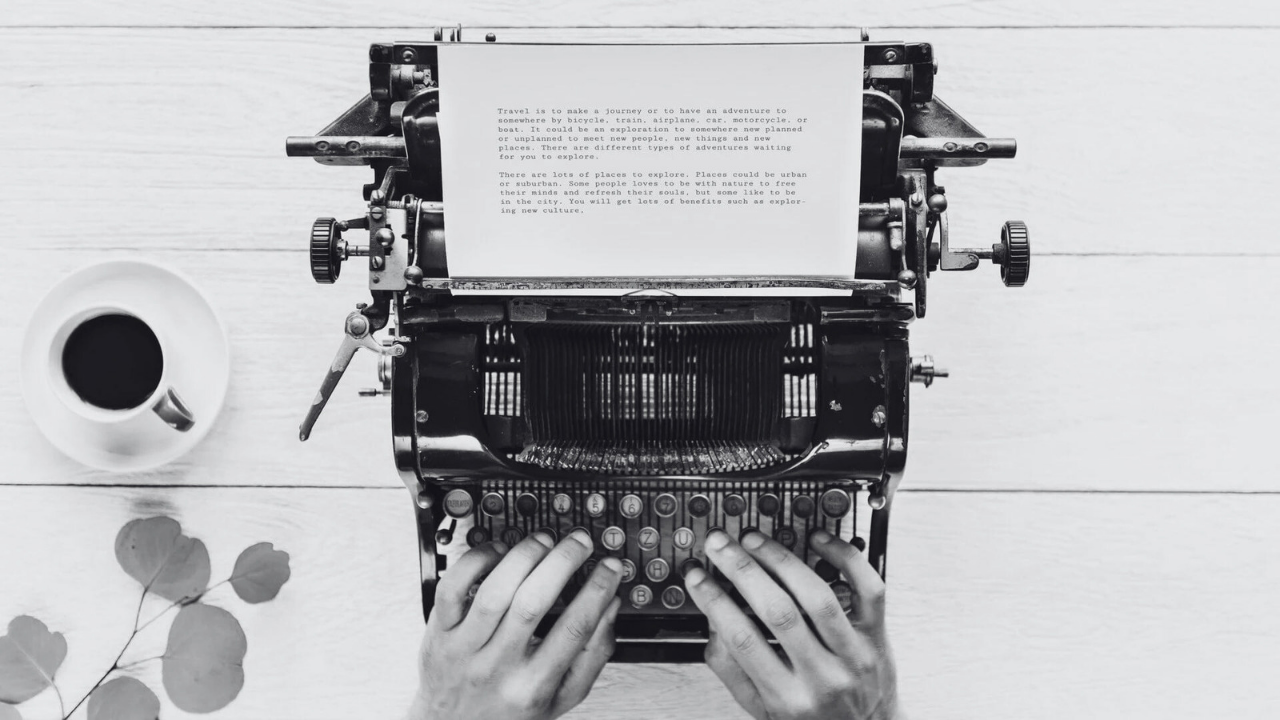 Travel is to make a journey or to have an adventure to
somewhere by bicycle, train, airplane, car, motorcycle, or
boat. It could be an exploration to somewhere new planned
or unplanned to meet new people, new things and new
places. There are different types of adventures waiting
for you to explore.
There are lots of places to explore. Places could be urban
or suburban. Some people loves to be with nature to free
their minds and refresh their souls, but some like to be
in the city. You will get lots of benefits such as explor-
ing new culture.
4 5 6 7 8
T Z U
G H
B N